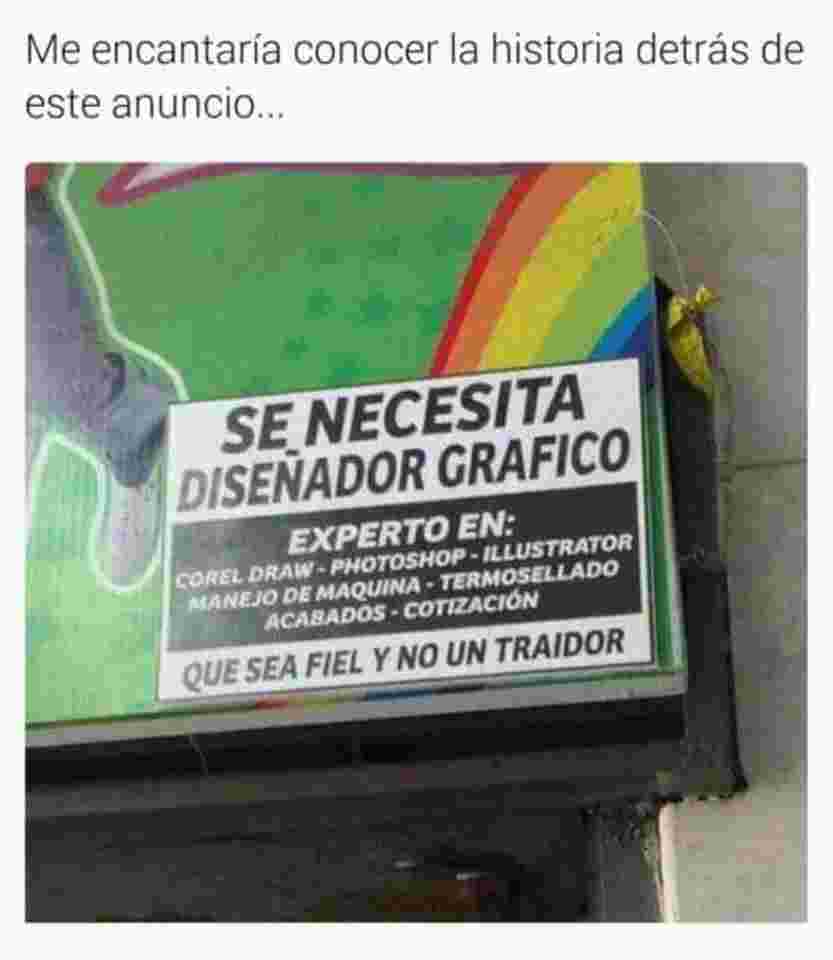 Me encantaría conocer la historia detrás de
este anuncio...
SE NECESITA
DISEÑADOR GRAFICO
EXPERTO EN:
COREL DRAW - PHOTOSHOP - ILLUSTRATOR
MANEJO DE MAQUINA - TERMOSELLADO
ACABADOS - COTIZACIÓN
QUE SEA FIEL Y NO UN TRAIDOR